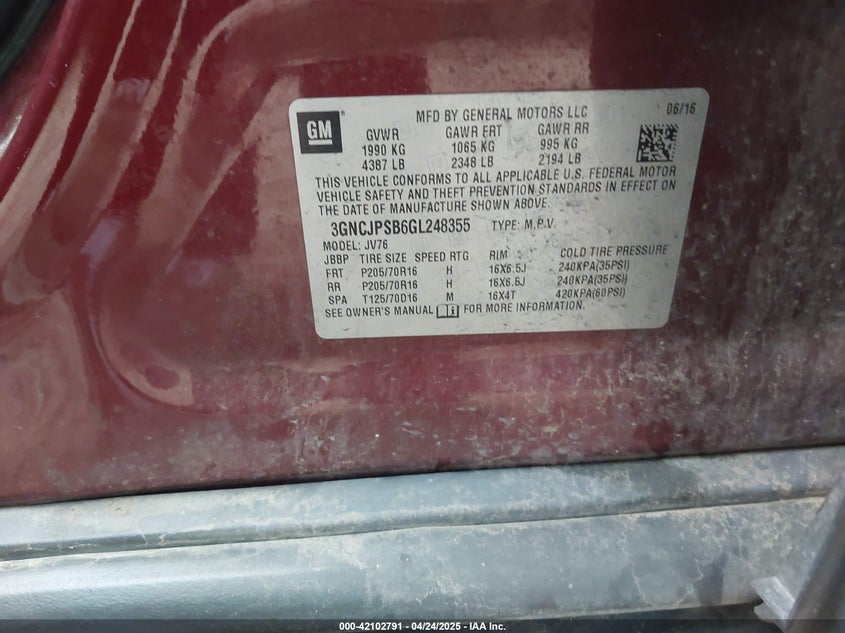 GM
MFD BY GENERAL MOTORS LLC 06/16
GVWR GAWR FRT GAWR RR
1990 KG 1065 KG 995 KG
4387 LB 2348 LB 2194 LB
THIS VEHICLE CONFORMS TO ALL APPLICABLE U.S. FEDERAL MOTOR
VEHICLE SAFETY AND THEFT PREVENTION STANDARDS IN EFFECT ON
THE DATE OF MANUFACTURE SHOWN ABOVE.
3GNCJPSB6GL248355 TYPE: M.P.V.
MODEL: JV76
JBBP TIRE SIZE SPEED RTG RIM COLD TIRE PRESSURE
FRT P205/70R16 H 16X6.5J 240KPA(35PSI)
RR P205/70R16 H 16X6.5J 240KPA(35PSI)
SPA T125/70D16 M 16X4T 420KPA(60PSI)
SEE OWNER'S MANUAL FOR MORE INFORMATION.
000-42102791 - 04/24/2025 - IAA Inc.